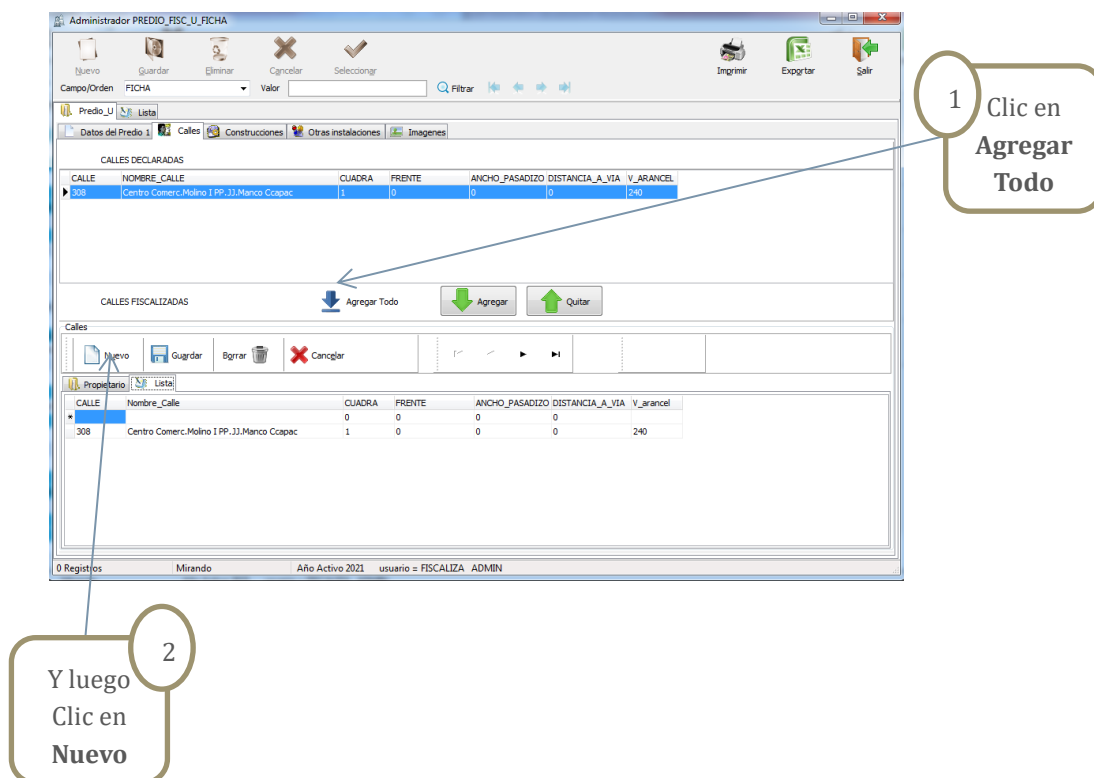 Administrador PREDIO_FISC_U_FICHA
Nuevo Guardar Eliminar Cancelar Seleccionar Imprimir Exportar Salir
Campo/Orden FICHA Valor Filtrar
Predio_U Lista
Datos del Predio 1 Calles Construcciones Otras instalaciones Imagenes
CALLES DECLARADAS
CALLE NOMBRE_CALLE CUADRA FRENTE ANCHO_PASADIZO DISTANCIA_A_VIA V_ARANCEL
308 Centro Comerc.Molino I PP.JJ.Manco Ccapac 1 0 0 0 240
CALLES FISCALIZADAS Agregar Todo Agregar Quitar
Calles
Nuevo Guardar Borrar Cancelar
Propietario Lista
CALLE Nombre_Calle CUADRA FRENTE ANCHO_PASADIZO DISTANCIA_A_VIA V_arancel
* 0 0 0 0
308 Centro Comerc.Molino I PP.JJ.Manco Ccapac 1 0 0 0 240
0 Registros Mirando Año Activo 2021 usuario = FISCALIZA ADMIN
1
Clic en
Agregar
Todo
2
Y luego
Clic en
Nuevo